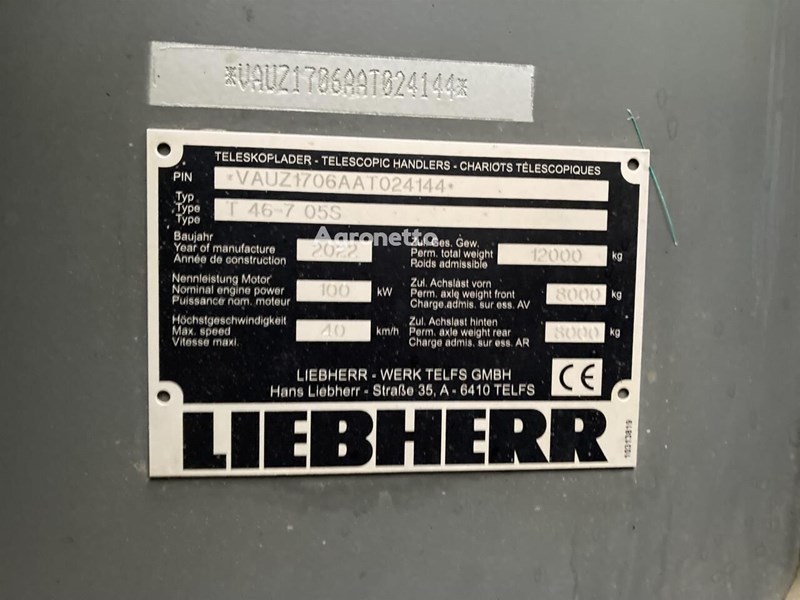 *VAUZ1706AAT024144*
TELESKOPLADER - TELESCOPIC HANDLERS - CHARIOTS TÉLESCOPIQUES
PIN *VAUZ1706AAT024144*
Typ
Type T 46-7 05S
Type
Baujahr
Year of manufacture 2022
Année de construction
Zul. Ges. Gew.
Perm. total weight 12000 kg
Roids admissible
Nennleistung Motor
Nominal engine power 100 kW
Puissance nom. moteur
Zul. Achslast vorn
Perm. axle weight front 8000 kg
Charge.admis. sur ess. AV
Höchstgeschwindigkeit
Max. speed 40 km/h
Vitesse maxi.
Zul. Achslast hinten
Perm. axle weight rear 8000 kg
Charge admis. sur ess. AR
LIEBHERR - WERK TELFS GMBH
Hans Liebherr - Straße 35, A - 6410 TELFS
CE
LIEBHERR
10313819
Agronetto